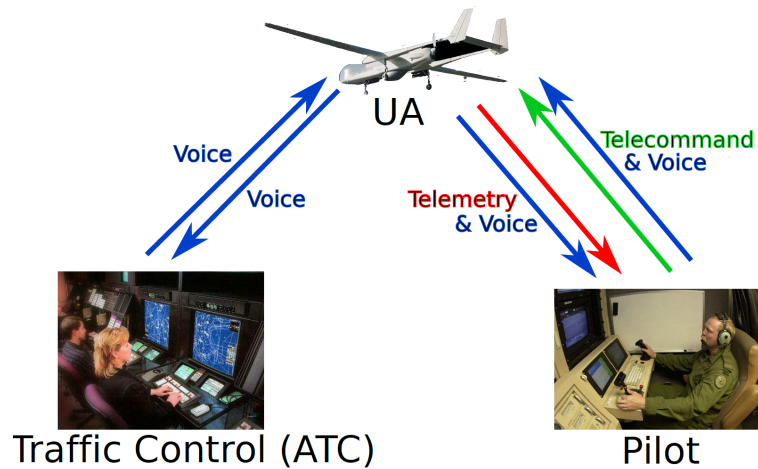 UA
Voice
Voice
Telecommand
& Voice
Telemetry
& Voice
Traffic Control (ATC)
Pilot